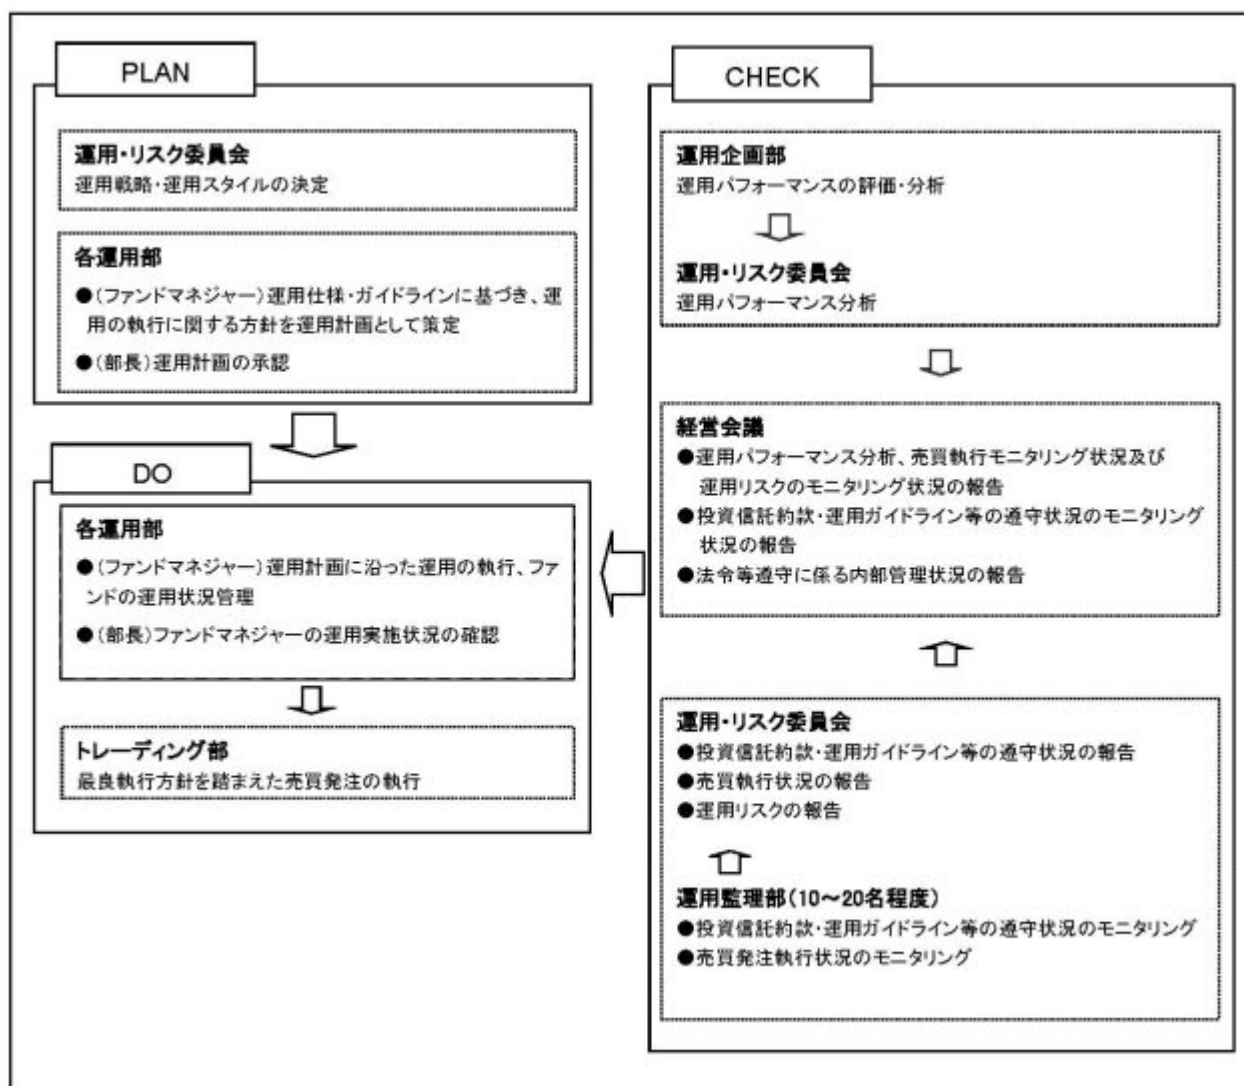 PLAN
運用・リスク委員会
運用戦略・運用スタイルの決定
各運用部
●(ファンドマネジャー)運用仕様・ガイドラインに基づき、運
用の執行に関する方針を運用計画として策定
●(部長)運用計画の承認
DO
各運用部
●(ファンドマネジャー)運用計画に沿った運用の執行、ファ
ンドの運用状況管理
●(部長)ファンドマネジャーの運用実施状況の確認
トレーディング部
最良執行方針を踏まえた売買発注の執行
CHECK
運用企画部
運用パフォーマンスの評価・分析
運用・リスク委員会
運用パフォーマンス分析
経営会議
●運用パフォーマンス分析、売買執行モニタリング状況及び
運用リスクのモニタリング状況の報告
●投資信託約款・運用ガイドライン等の遵守状況のモニタリング
状況の報告
●法令等遵守に係る内部管理状況の報告
運用・リスク委員会
●投資信託約款・運用ガイドライン等の遵守状況の報告
●売買執行状況の報告
●運用リスクの報告
運用監理部(10~20名程度)
●投資信託約款・運用ガイドライン等の遵守状況のモニタリング
●売買発注執行状況のモニタリング